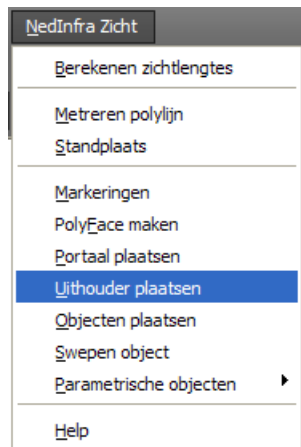 NedInfra Zicht
Berekenen zichtlengtes
Metreren polylijn
Standplaats
Markeringen
PolyFace maken
Portaal plaatsen
Uithouder plaatsen
Objecten plaatsen
Swepen object
Parametrische objecten
Help